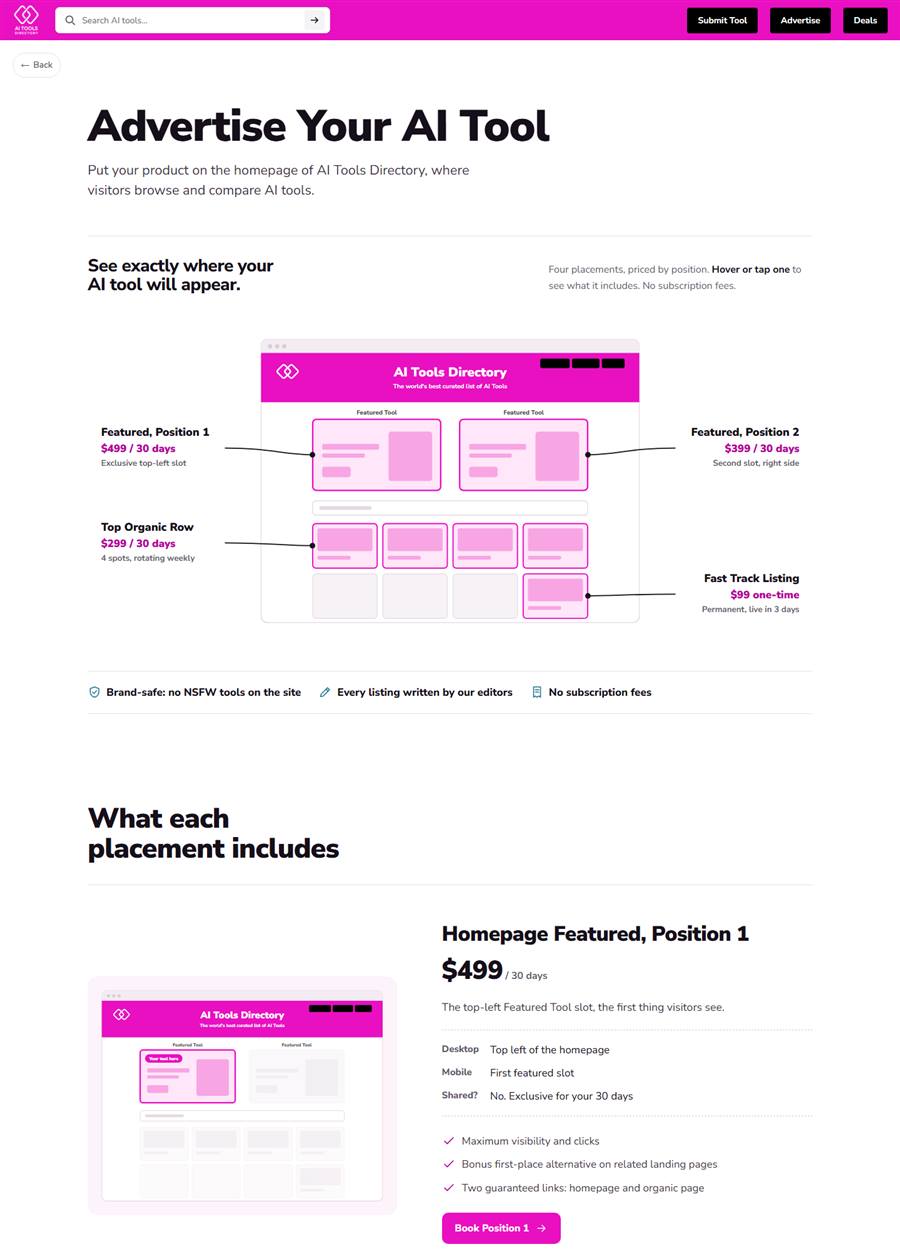 AI TOOLS
DIRECTORY
Search AI tools...
Submit Tool
Advertise
Deals
← Back
Advertise Your AI Tool
Put your product on the homepage of AI Tools Directory, where
visitors browse and compare AI tools.
See exactly where your
AI tool will appear.
Four placements, priced by position. Hover or tap one to
see what it includes. No subscription fees.
AI Tools Directory
The world's best curated list of AI Tools
Featured Tool
Featured Tool
Featured, Position 1
$499 / 30 days
Exclusive top-left slot
Featured, Position 2
$399 / 30 days
Second slot, right side
Top Organic Row
$299 / 30 days
4 spots, rotating weekly
Fast Track Listing
$99 one-time
Permanent, live in 3 days
Brand-safe: no NSFW tools on the site
Every listing written by our editors
No subscription fees
What each
placement includes
AI Tools Directory
The world's best curated list of AI Tools
Featured Tool
Featured Tool
Your tool here
Homepage Featured, Position 1
$499 / 30 days
The top-left Featured Tool slot, the first thing visitors see.
Desktop Top left of the homepage
Mobile First featured slot
Shared? No. Exclusive for your 30 days
Maximum visibility and clicks
Bonus first-place alternative on related landing pages
Two guaranteed links: homepage and organic page
Book Position 1 →